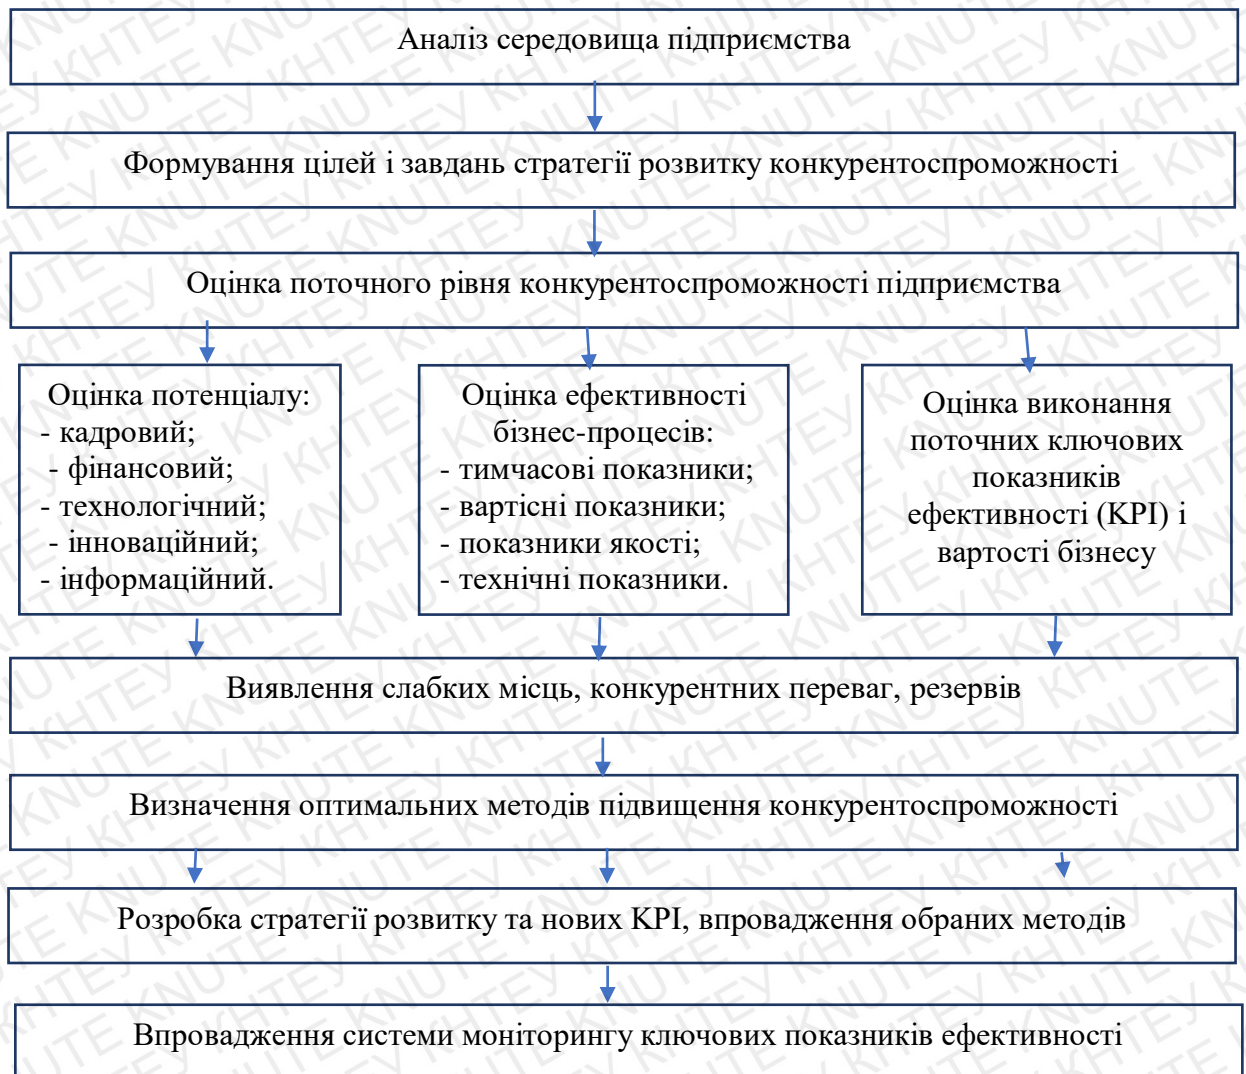 Аналіз середовища підприємства
Формування цілей і завдань стратегії розвитку конкурентоспроможності
Оцінка поточного рівня конкурентоспроможності підприємства
Оцінка потенціалу:
- кадровий;
- фінансовий;
- технологічний;
- інноваційний;
- інформаційний.
Оцінка ефективності
бізнес-процесів:
- тимчасові показники;
- вартісні показники;
- показники якості;
- технічні показники.
Оцінка виконання
поточних ключових
показників
ефективності (KPI) і
вартості бізнесу
Виявлення слабких місць, конкурентних переваг, резервів
Визначення оптимальних методів підвищення конкурентоспроможності
Розробка стратегії розвитку та нових KPI, впровадження обраних методів
Впровадження системи моніторингу ключових показників ефективності